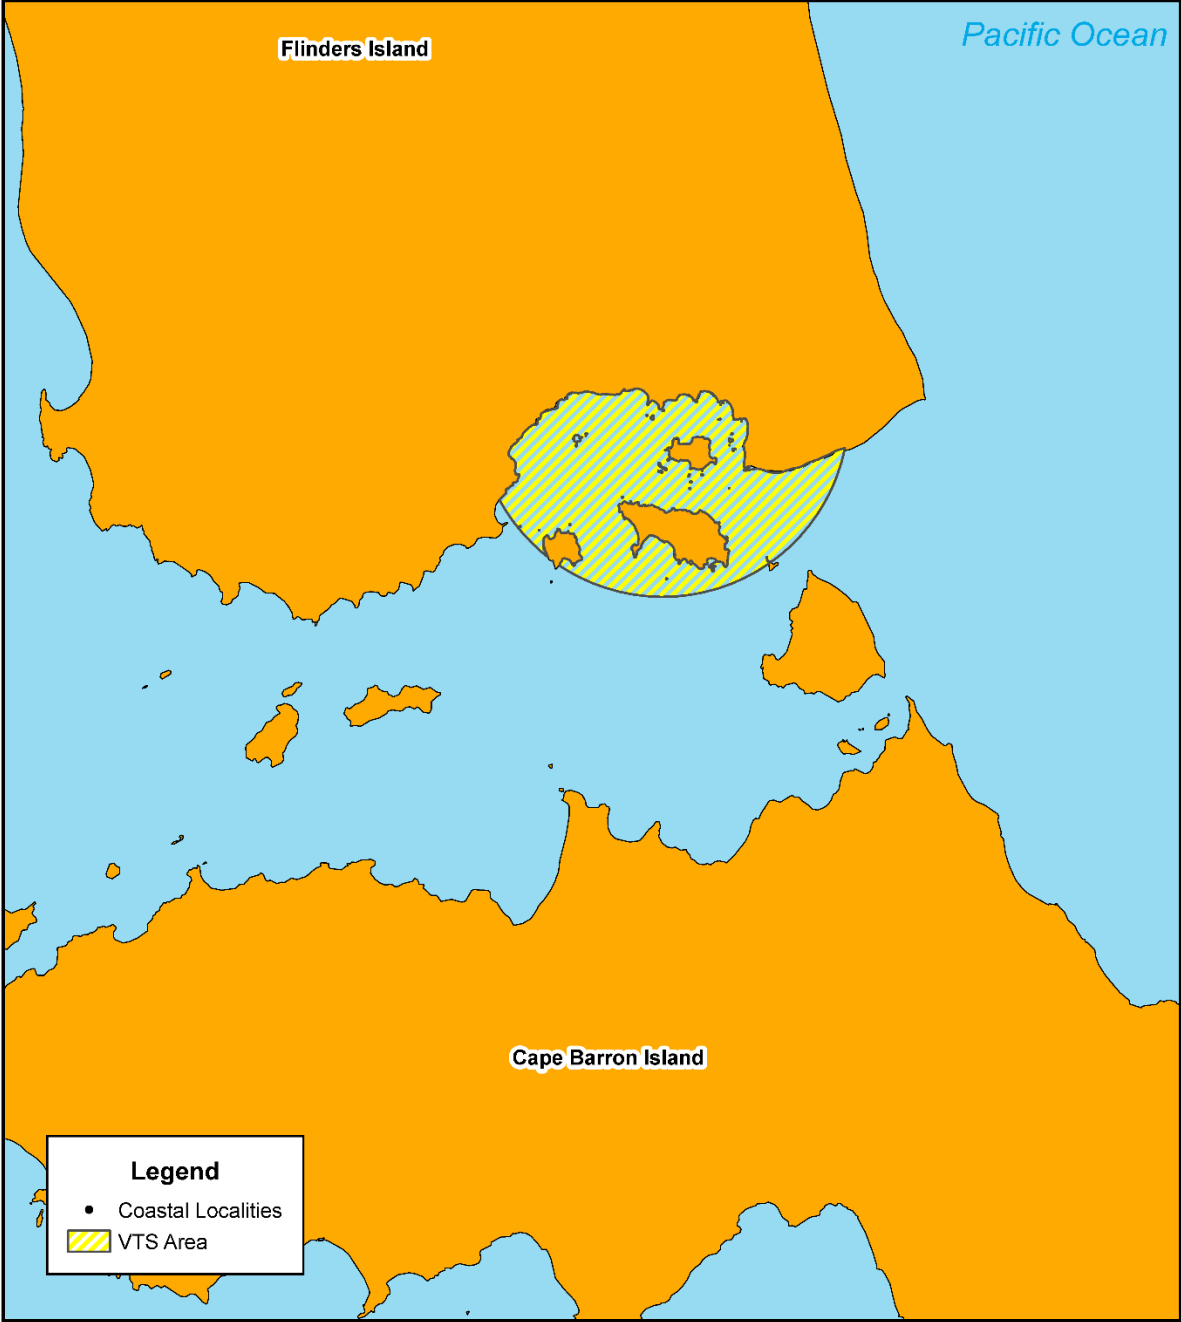 Flinders Island
Pacific Ocean
Cape Barron Island
Legend
Coastal Localities
VTS Area